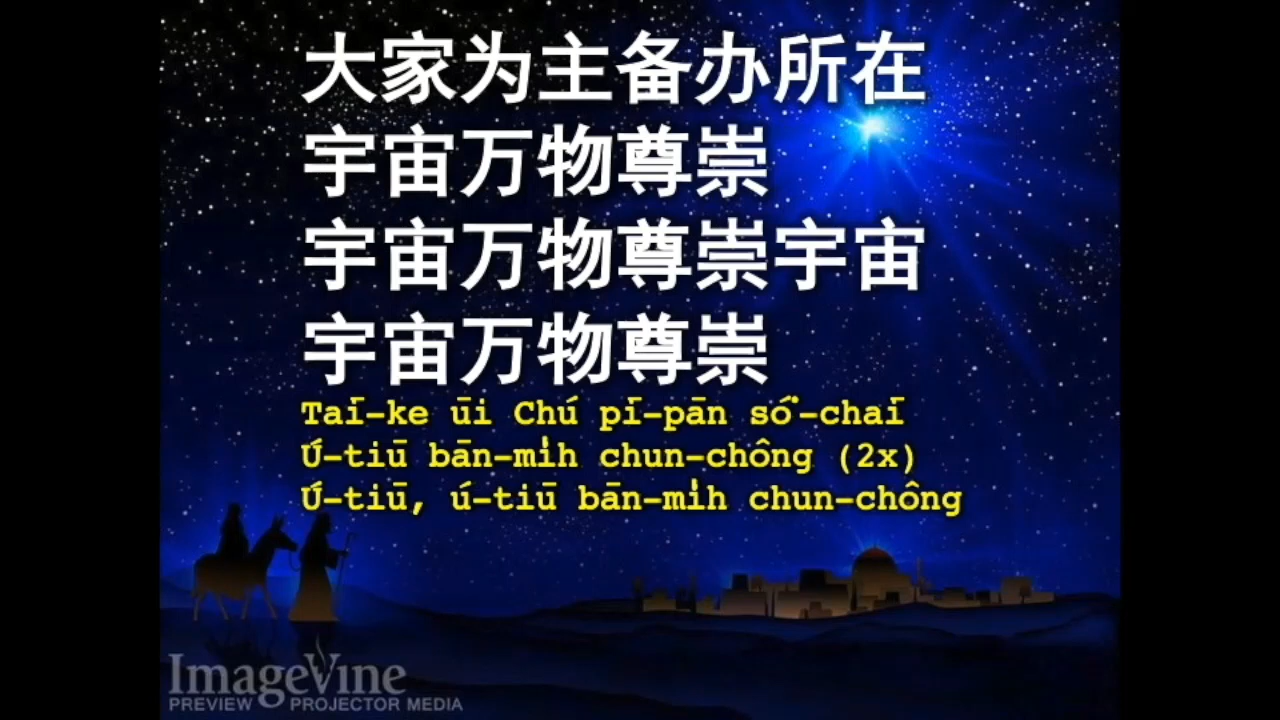 大家为主备办所在
宇宙万物尊崇
宇宙万物尊崇宇宙
宇宙万物尊崇
Taī-ke ūi Chú pī-pān só͘-chaī
Ú-tiū bān-mi̍h chun-chông (2x)
Ú-tiū, ú-tiū bān-mi̍h chun-chông
ImageVine
PREVIEW PROJECTOR MEDIA